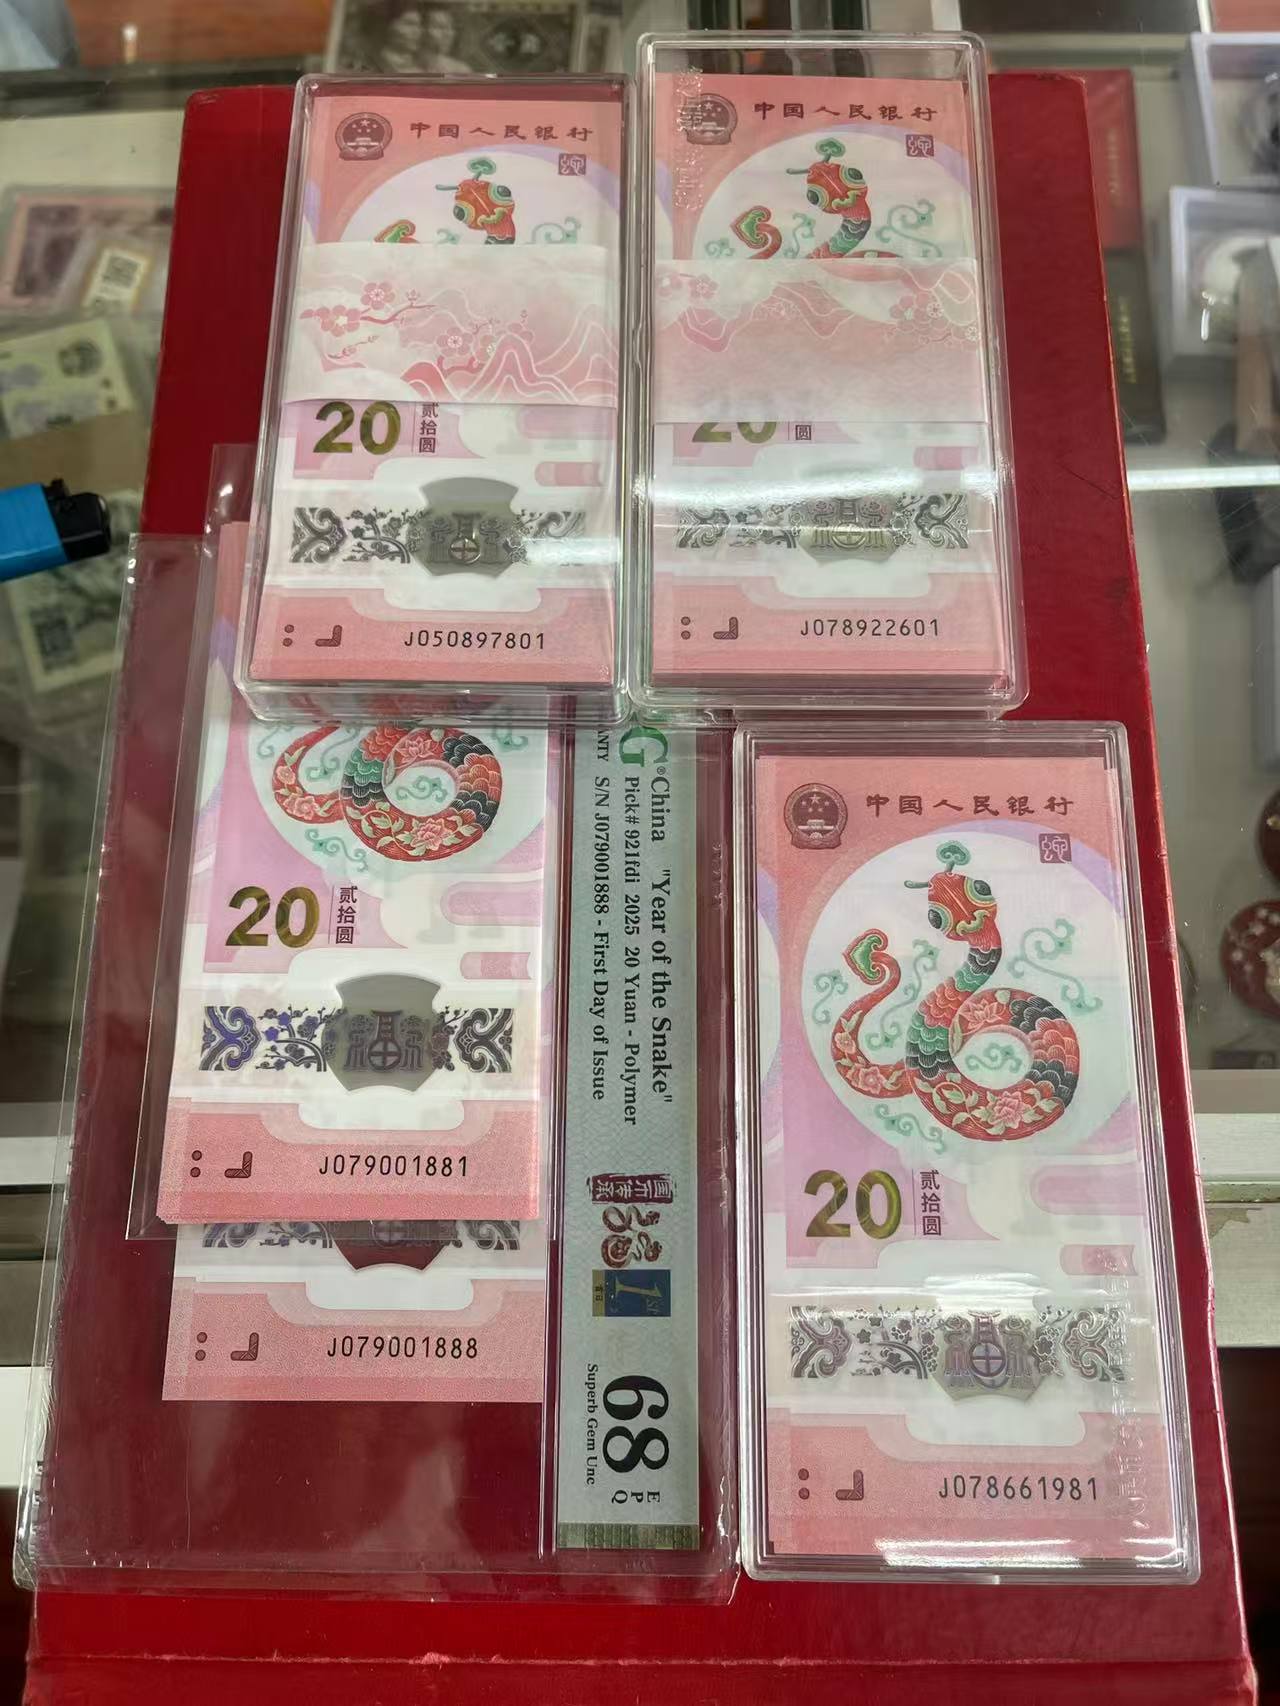 中国人民银行
20
贰拾圆
J050897801
中国人民银行
20
圆
J078922601
20
贰拾圆
J079001881
J079001888
G®
China "Year of the Snake"
Pick# 921fdi 2025 20 Yuan - Polymer
ANTY S/N J079001888 - First Day of Issue
1ST
68 EPQ
Superb Gem Unc
中国人民银行
20
贰拾圆
J078661981